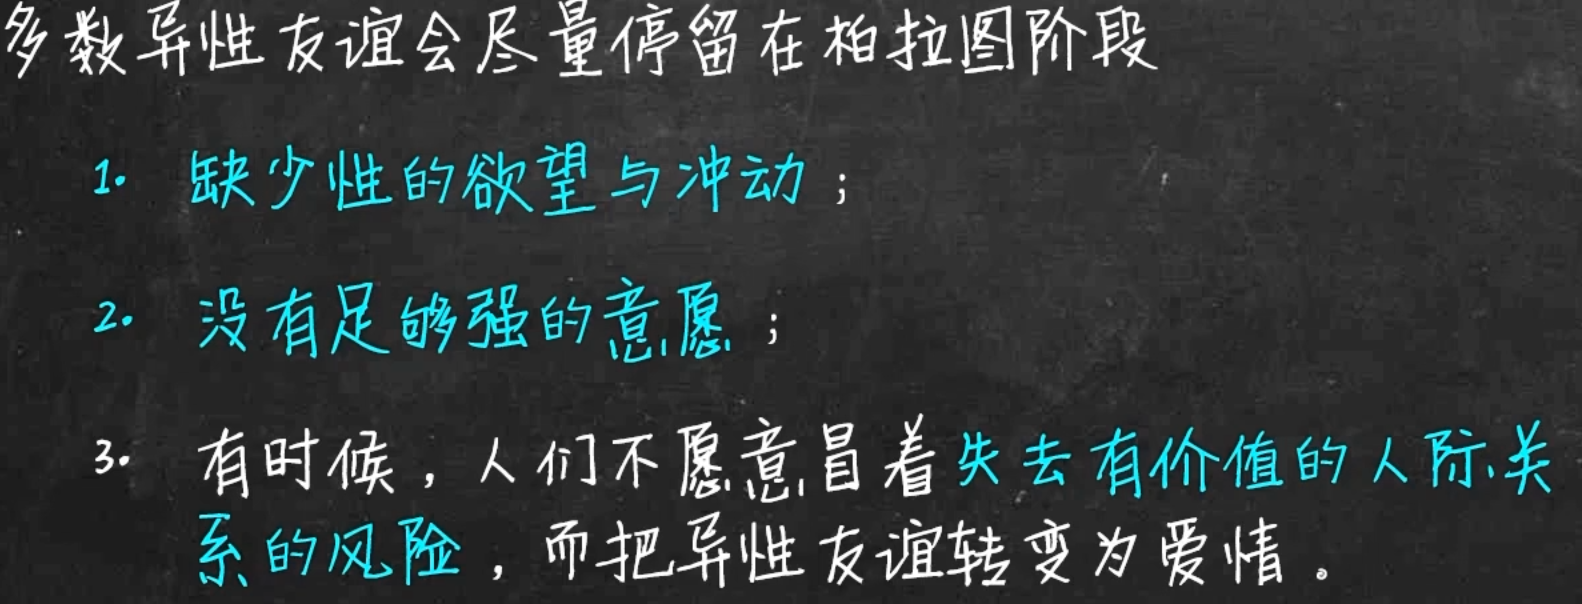 多数异性友谊会尽量停留在柏拉图阶段
1. 缺少性的欲望与冲动；
2. 没有足够强的意愿；
3. 有时候，人们不愿意冒着失去有价值的人际关
系的风险，而把异性友谊转变为爱情。